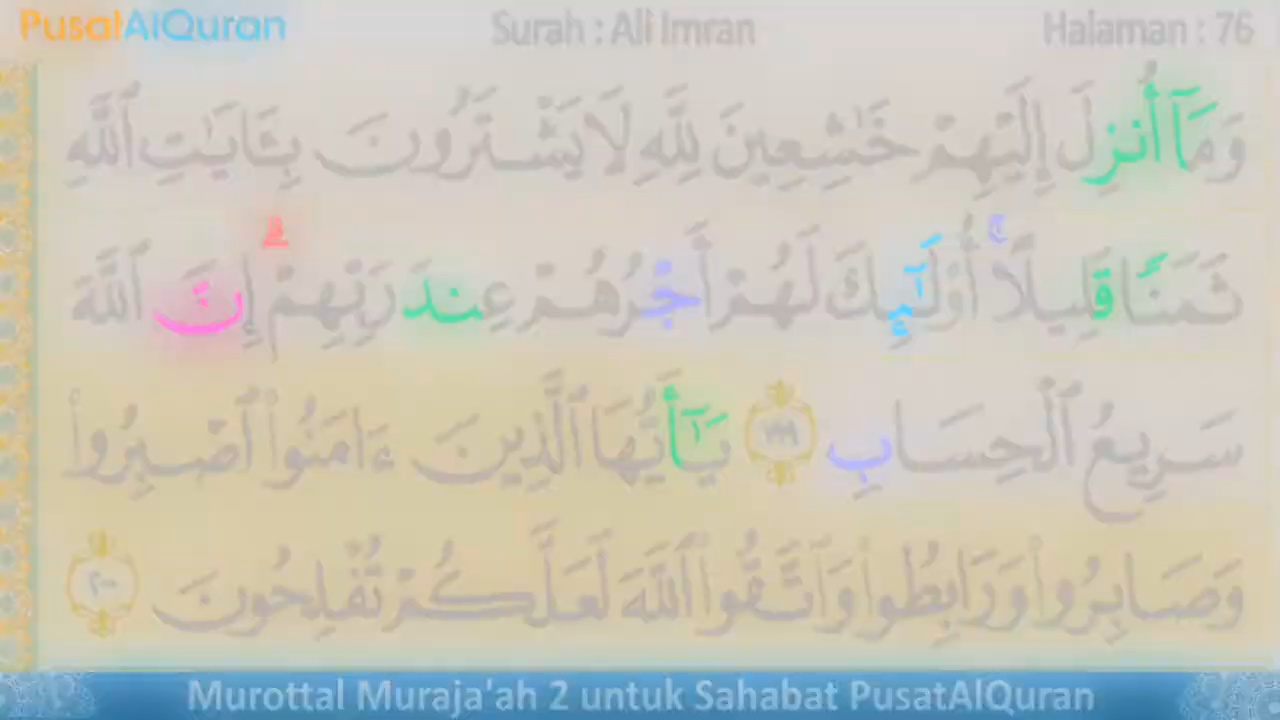 PusatAlQuran Surah : Ali Imran Halaman : 76
وَمَآ أُنزِلَ إِلَيْهِمْ خَٰشِعِينَ لِلَّهِ لَا يَشْتَرُونَ بِـَٔايَٰتِ ٱللَّهِ
ثَمَنًا قَلِيلًا ۚ أُو۟لَٰٓئِكَ لَهُمْ أَجْرُهُمْ عِندَ رَبِّهِمْ ۗ إِنَّ ٱللَّهَ
سَرِيعُ ٱلْحِسَابِ ١٩٩ يَٰٓأَيُّهَا ٱلَّذِينَ ءَامَنُوا۟ ٱصْبِرُوا۟
وَصَابِرُوا۟ وَرَابِطُوا۟ وَٱتَّقُوا۟ ٱللَّهَ لَعَلَّكُمْ تُفْلِحُونَ ٢٠٠
Murottal Muraja'ah 2 untuk Sahabat PusatAlQuran